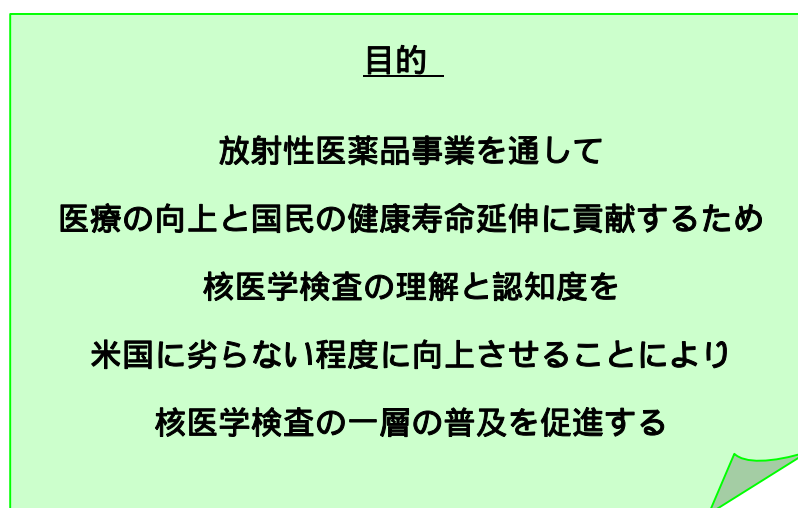 目的
放射性医薬品事業を通して
医療の向上と国民の健康寿命延伸に貢献するため
核医学検査の理解と認知度を
米国に劣らない程度に向上させることにより
核医学検査の一層の普及を促進する